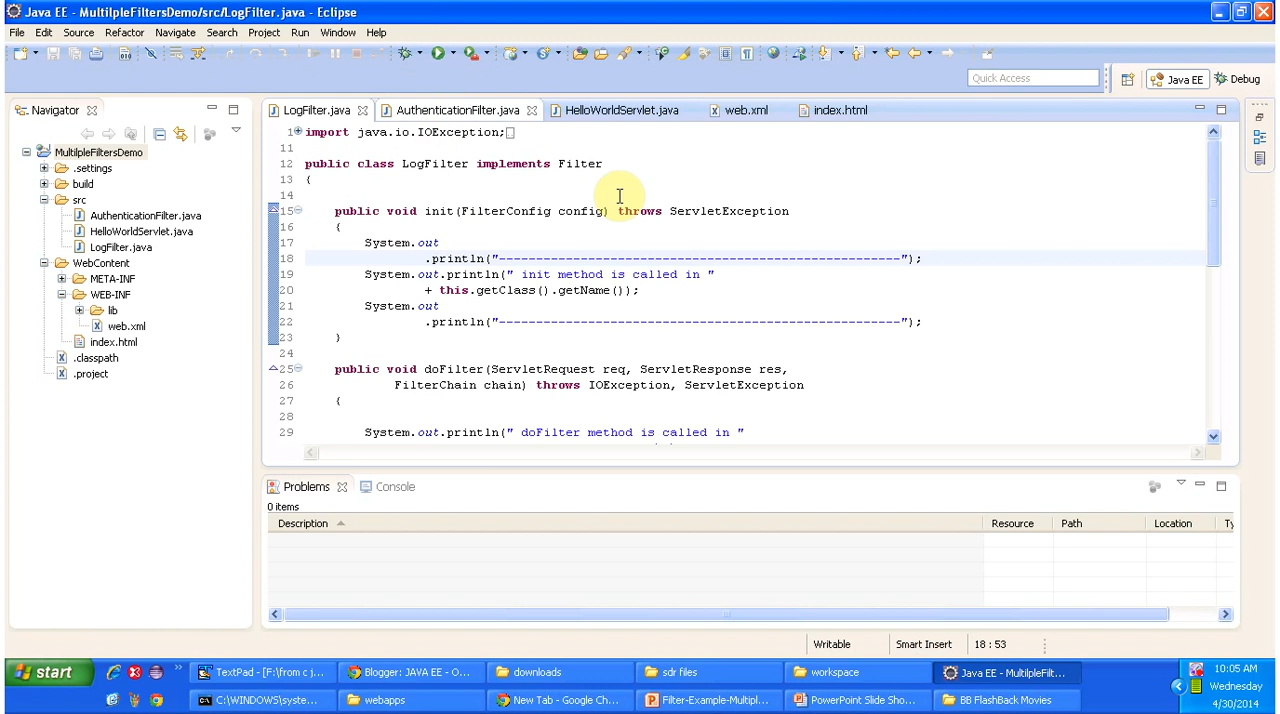 Java EE - MultilpleFiltersDemo/src/LogFilter.java - Eclipse
File Edit Source Refactor Navigate Search Project Run Window Help
Quick Access
Java EE
Debug
Navigator
LogFilter.java
AuthenticationFilter.java
HelloWorldServlet.java
web.xml
index.html
MultilpleFiltersDemo
.settings
build
src
AuthenticationFilter.java
HelloWorldServlet.java
LogFilter.java
WebContent
META-INF
WEB-INF
lib
web.xml
index.html
.classpath
.project
1 import java.io.IOException;
11
12 public class LogFilter implements Filter
13 {
14
15 public void init(FilterConfig config) throws ServletException
16 {
17 System.out
18 .println("------------------------------------------------------");
19 System.out.println(" init method is called in "
20 + this.getClass().getName());
21 System.out
22 .println("------------------------------------------------------");
23 }
24
25 public void doFilter(ServletRequest req, ServletResponse res,
26 FilterChain chain) throws IOException, ServletException
27 {
28
29 System.out.println(" doFilter method is called in "
Problems Console
0 items
Description Resource Path Location Ty
Writable Smart Insert 18 : 53
start
TextPad - [F:\from c j...
Blogger: JAVA EE - O...
downloads
sdr files
workspace
Java EE - MultilpleFilt...
10:05 AM
C:\WINDOWS\syste...
webapps
New Tab - Google Ch...
Filter-Example-Multipl...
PowerPoint Slide Sho...
BB FlashBack Movies
Wednesday
4/30/2014